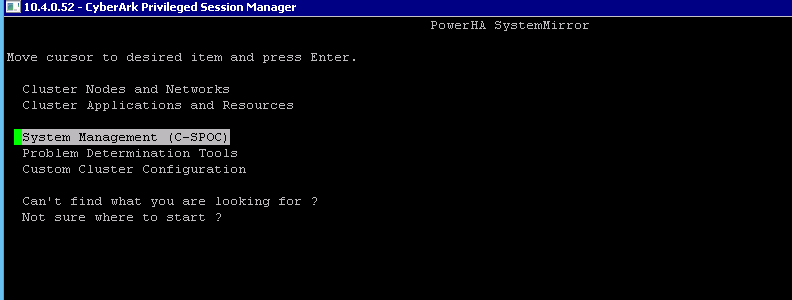 10.4.0.52 - CyberArk Privileged Session Manager
PowerHA SystemMirror
Move cursor to desired item and press Enter.
Cluster Nodes and Networks
Cluster Applications and Resources
System Management (C-SPOC)
Problem Determination Tools
Custom Cluster Configuration
Can't find what you are looking for ?
Not sure where to start ?